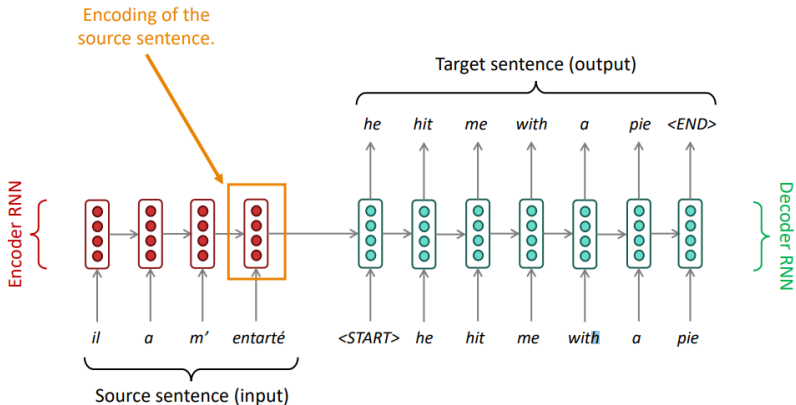 Encoding of the
source sentence.
Target sentence (output)
he hit me with a pie <END>
Encoder RNN
Decoder RNN
il a m’ entarté <START> he hit me with a pie
Source sentence (input)